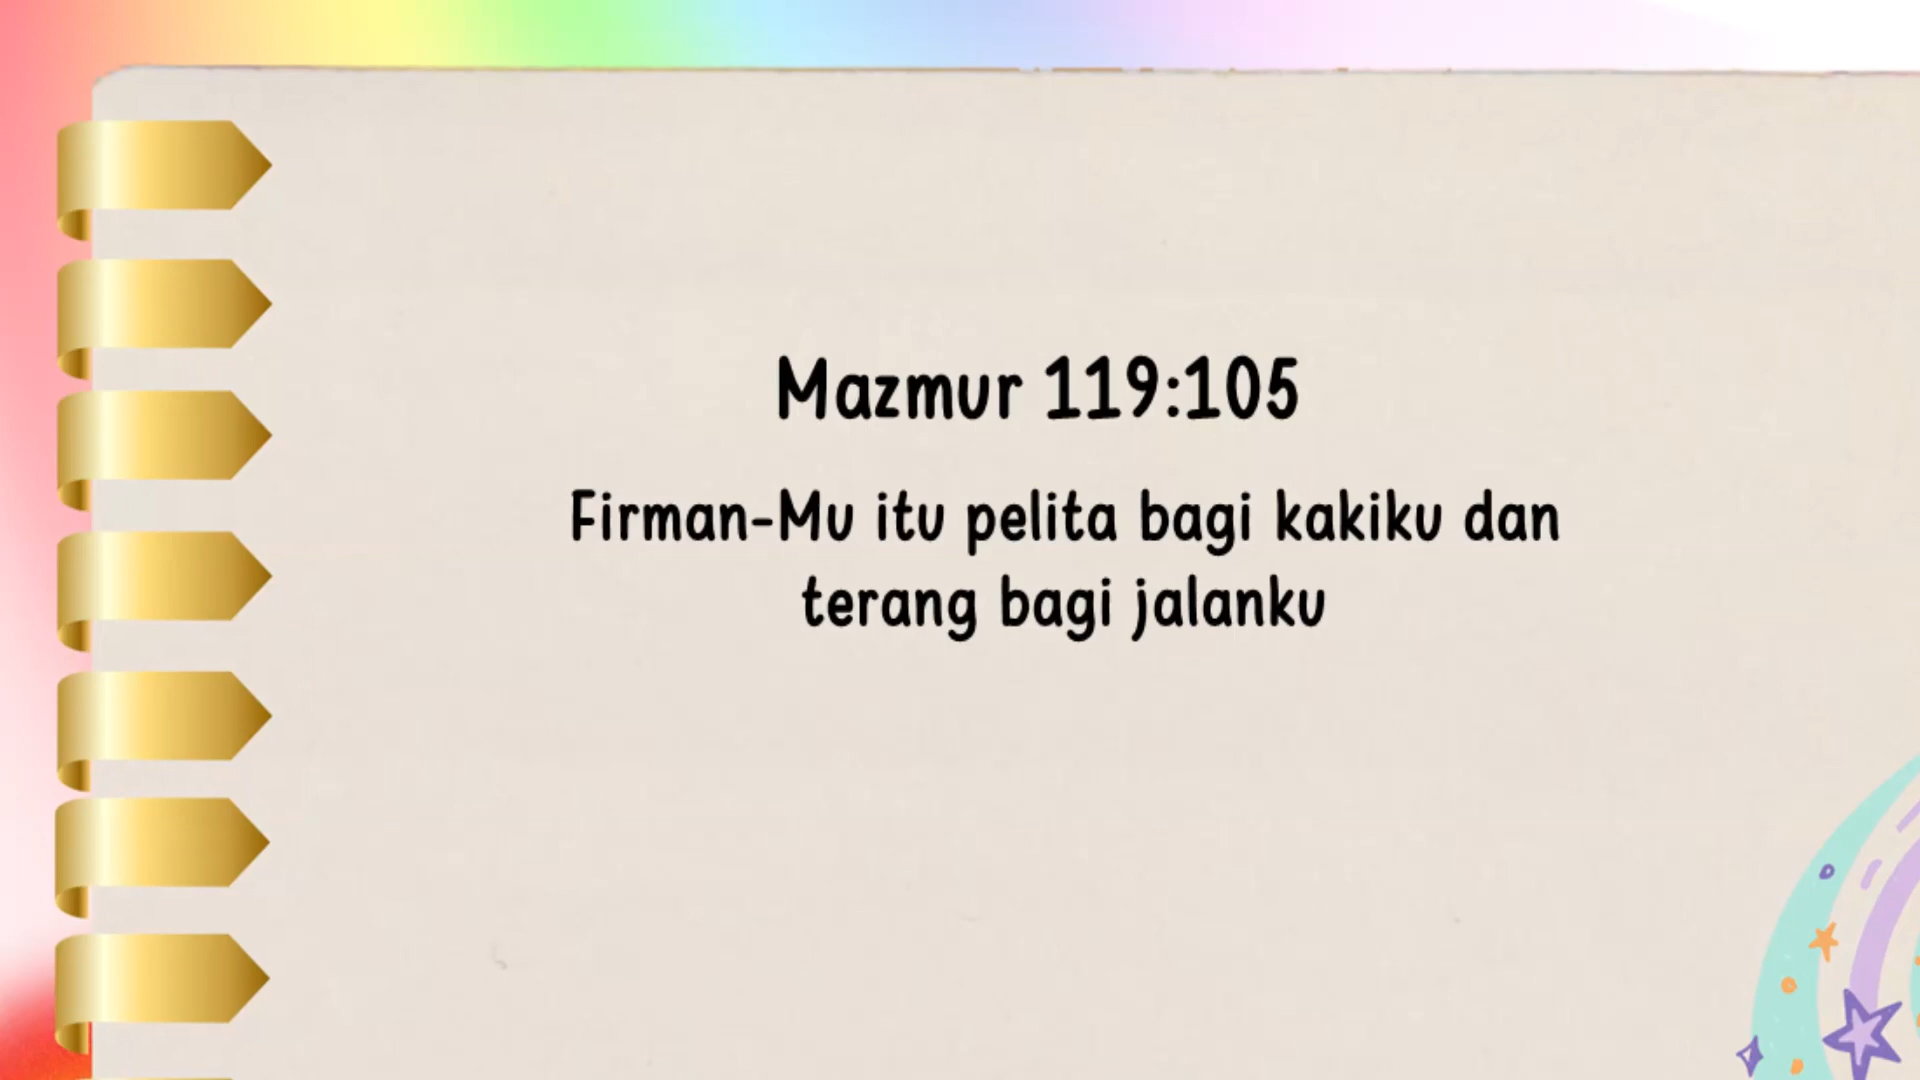 Mazmur 119:105
Firman-Mu itu pelita bagi kakiku dan
terang bagi jalanku